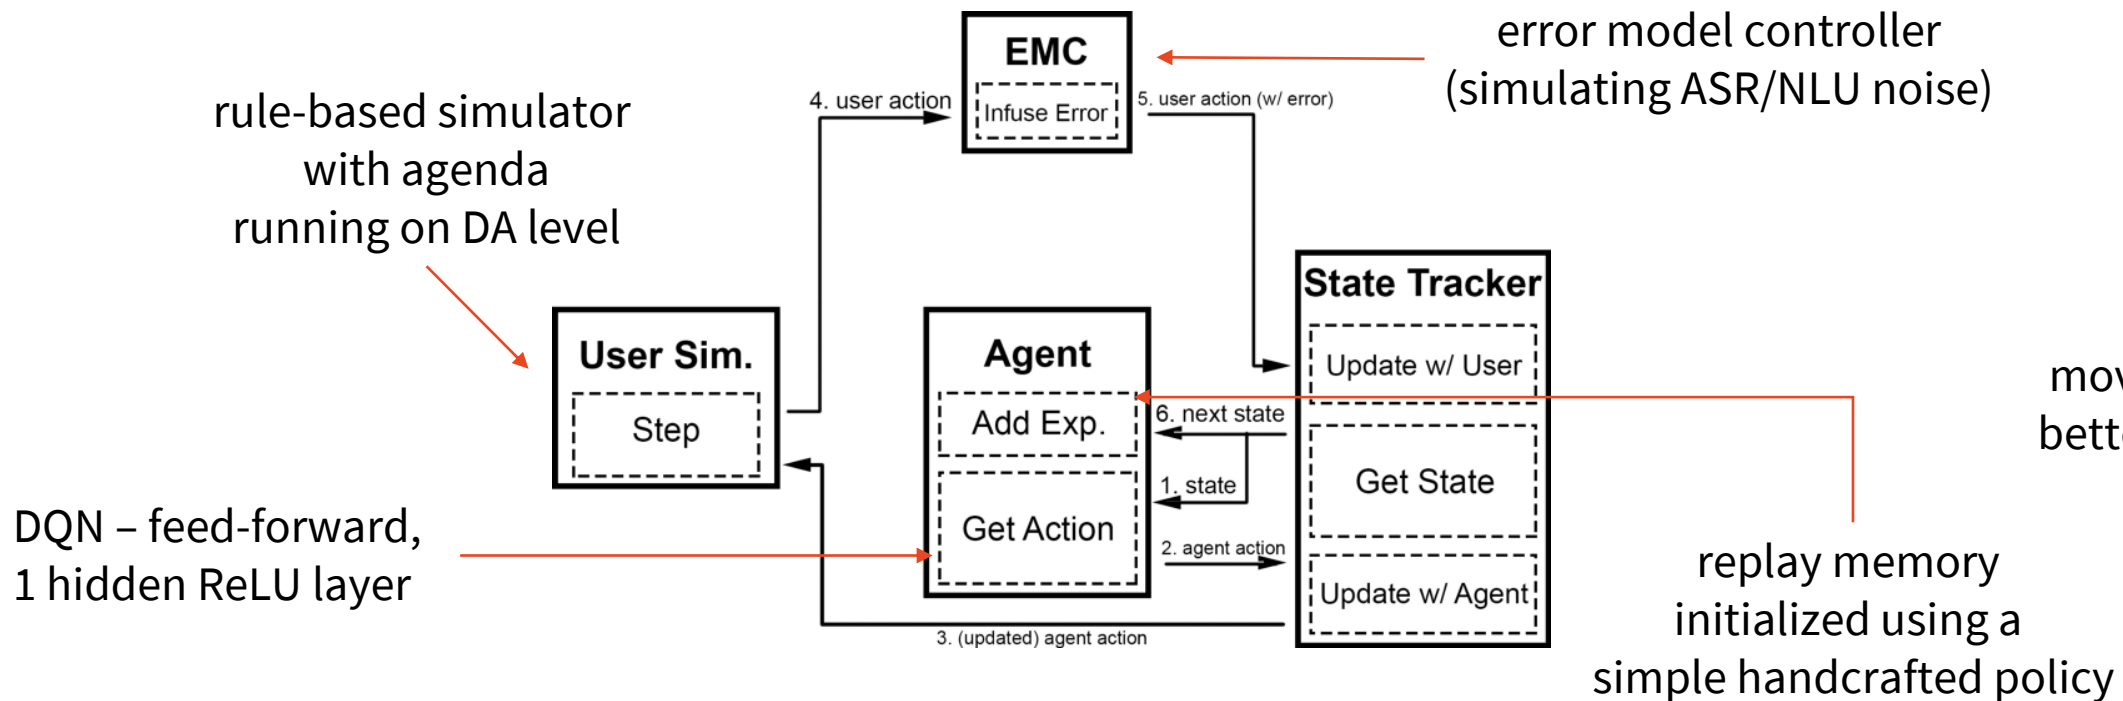 EMC
Infuse Error
error model controller
(simulating ASR/NLU noise)
4. user action
5. user action (w/ error)
rule-based simulator
with agenda
running on DA level
State Tracker
Update w/ User
Get State
Update w/ Agent
User Sim.
Step
Agent
Add Exp.
Get Action
6. next state
1. state
2. agent action
3. (updated) agent action
DQN – feed-forward,
1 hidden ReLU layer
replay memory
initialized using a
simple handcrafted policy